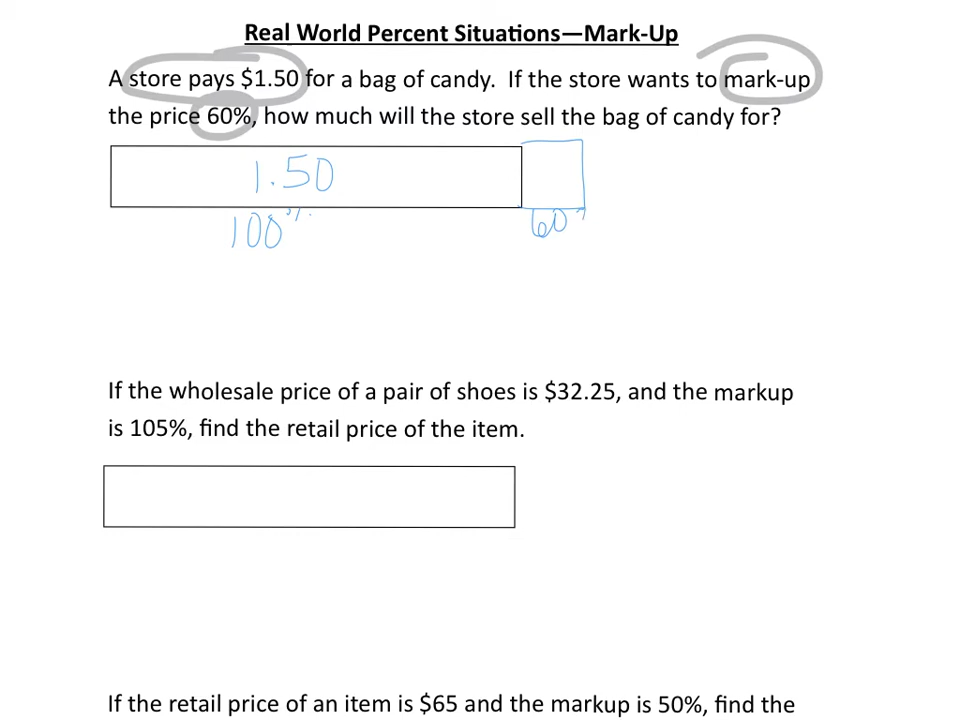 Real World Percent Situations—Mark-Up
A store pays $1.50 for a bag of candy. If the store wants to mark-up
the price 60%, how much will the store sell the bag of candy for?
1.50
100% 60
If the wholesale price of a pair of shoes is $32.25, and the markup
is 105%, find the retail price of the item.
If the retail price of an item is $65 and the markup is 50%, find the